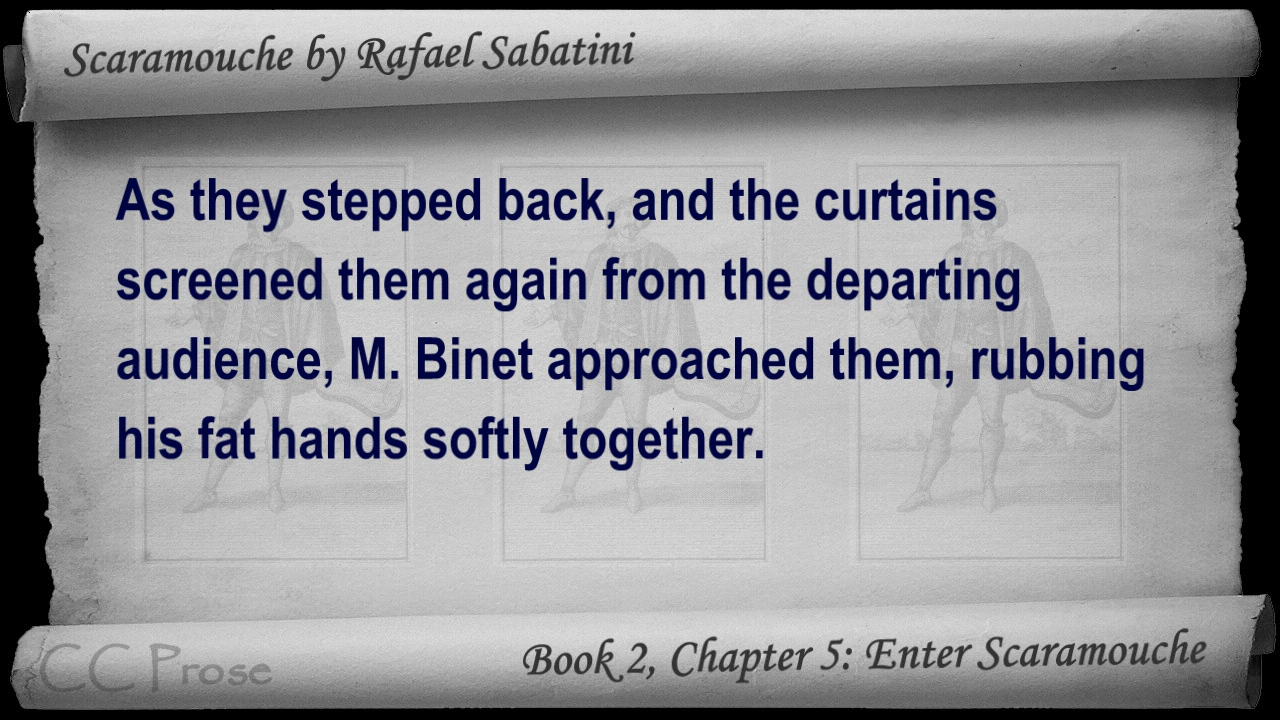 Scaramouche by Rafael Sabatini
As they stepped back, and the curtains
screened them again from the departing
audience, M. Binet approached them, rubbing
his fat hands softly together.
CC Prose
Book 2, Chapter 5: Enter Scaramouche